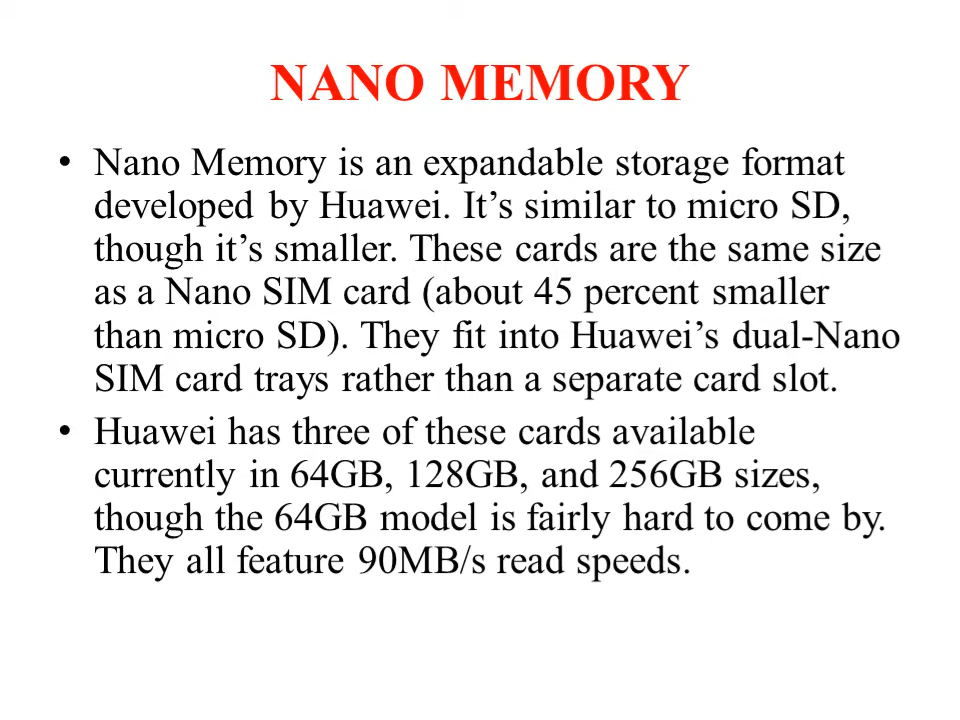 NANO MEMORY
• Nano Memory is an expandable storage format
developed by Huawei. It’s similar to micro SD,
though it’s smaller. These cards are the same size
as a Nano SIM card (about 45 percent smaller
than micro SD). They fit into Huawei’s dual-Nano
SIM card trays rather than a separate card slot.
• Huawei has three of these cards available
currently in 64GB, 128GB, and 256GB sizes,
though the 64GB model is fairly hard to come by.
They all feature 90MB/s read speeds.